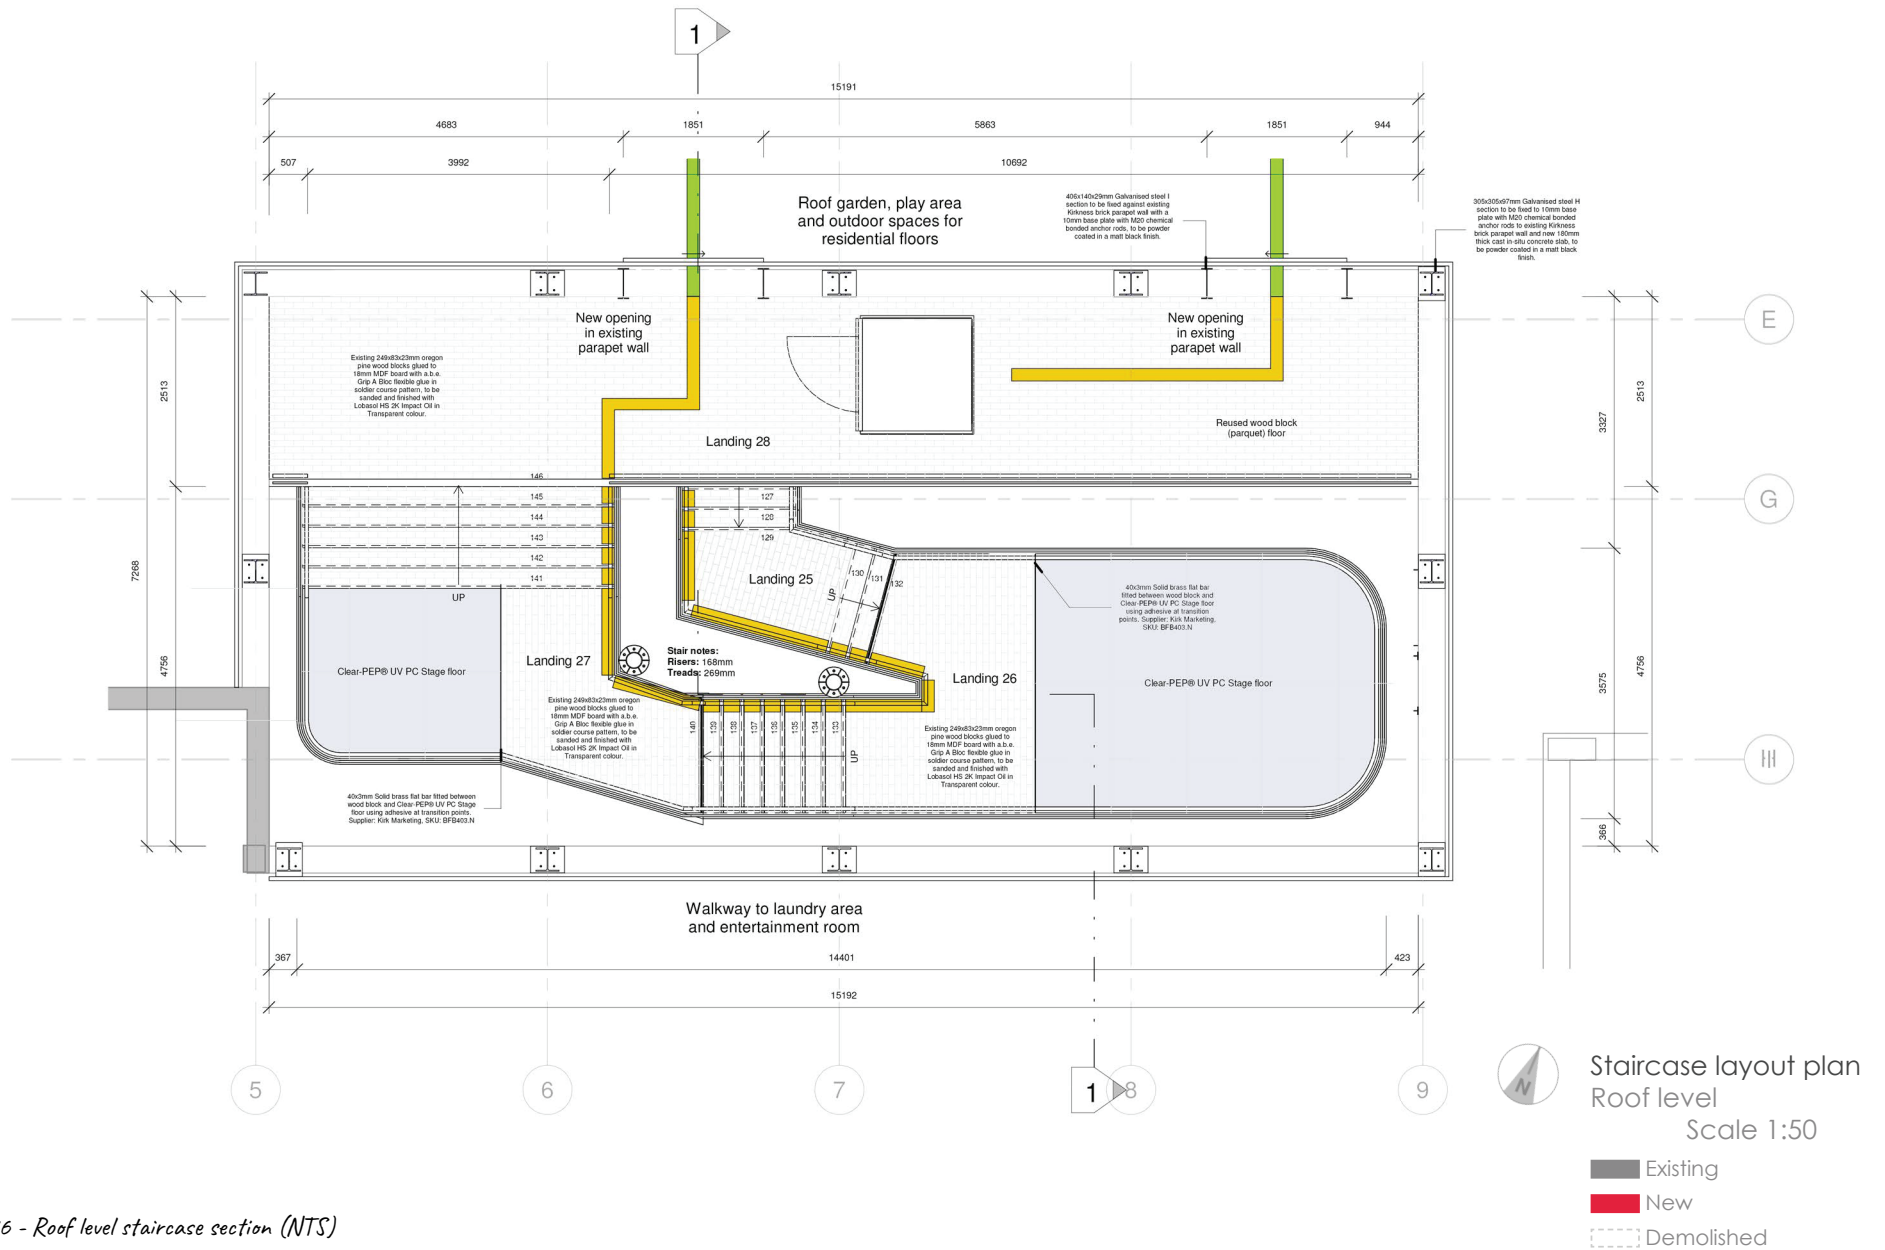 1
15191
4683
1851
5863
1851
944
507
3992
10692
Roof garden, play area
and outdoor spaces for
residential floors
406x140x29mm Galvanised steel I
section to be fixed against existing
Kirkness brick parapet wall with a
10mm base plate with M20 chemical
bonded anchor rods, to be powder
coated in a matt black finish.
305x305x97mm Galvanised steel H
section to be fixed to 10mm base
plate with M20 chemical bonded
anchor rods to existing Kirkness
brick parapet wall and new 180mm
thick cast in-situ concrete slab, to
be powder coated in a matt black
finish.
New opening
in existing
parapet wall
New opening
in existing
parapet wall
E
Existing 249x83x23mm oregon
pine wood blocks glued to
18mm MDF board with a.b.e.
Grip A Bloc flexible glue in
soldier course pattern, to be
sanded and finished with
Lobasol HS 2K Impact Oil in
Transparent colour.
2513
7268
4756
Landing 28
Reused wood block
(parquet) floor
3327
2513
3575
4756
366
G
146
145
144
143
142
141
UP
127
128
129
Landing 25
130
131
132
UP
40x3mm Solid brass flat bar
fitted between wood block and
Clear-PEP® UV PC Stage floor
using adhesive at transition
points. Supplier: Kirk Marketing,
SKU: BFB403.N
Clear-PEP® UV PC Stage floor
Landing 27
Stair notes:
Risers: 168mm
Treads: 269mm
Landing 26
Clear-PEP® UV PC Stage floor
Existing 249x83x23mm oregon
pine wood blocks glued to
18mm MDF board with a.b.e.
Grip A Bloc flexible glue in
soldier course pattern, to be
sanded and finished with
Lobasol HS 2K Impact Oil in
Transparent colour.
140
139
138
137
136
135
134
133
UP
Existing 249x83x23mm oregon
pine wood blocks glued to
18mm MDF board with a.b.e.
Grip A Bloc flexible glue in
soldier course pattern, to be
sanded and finished with
Lobasol HS 2K Impact Oil in
Transparent colour.
40x3mm Solid brass flat bar fitted between
wood block and Clear-PEP® UV PC Stage
floor using adhesive at transition points.
Supplier: Kirk Marketing, SKU: BFB403.N
Walkway to laundry area
and entertainment room
367
14401
423
15192
5
6
7
1
8
9
N
Staircase layout plan
Roof level
Scale 1:50
Existing
New
Demolished
6 - Roof level staircase section (NTS)